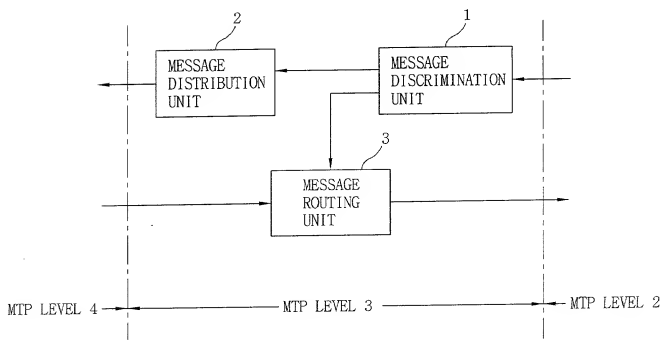 2
1
MESSAGE
DISTRIBUTION
UNIT
MESSAGE
DISCRIMINATION
UNIT
3
MESSAGE
ROUTING
UNIT
MTP LEVEL 4
MTP LEVEL 3
MTP LEVEL 2